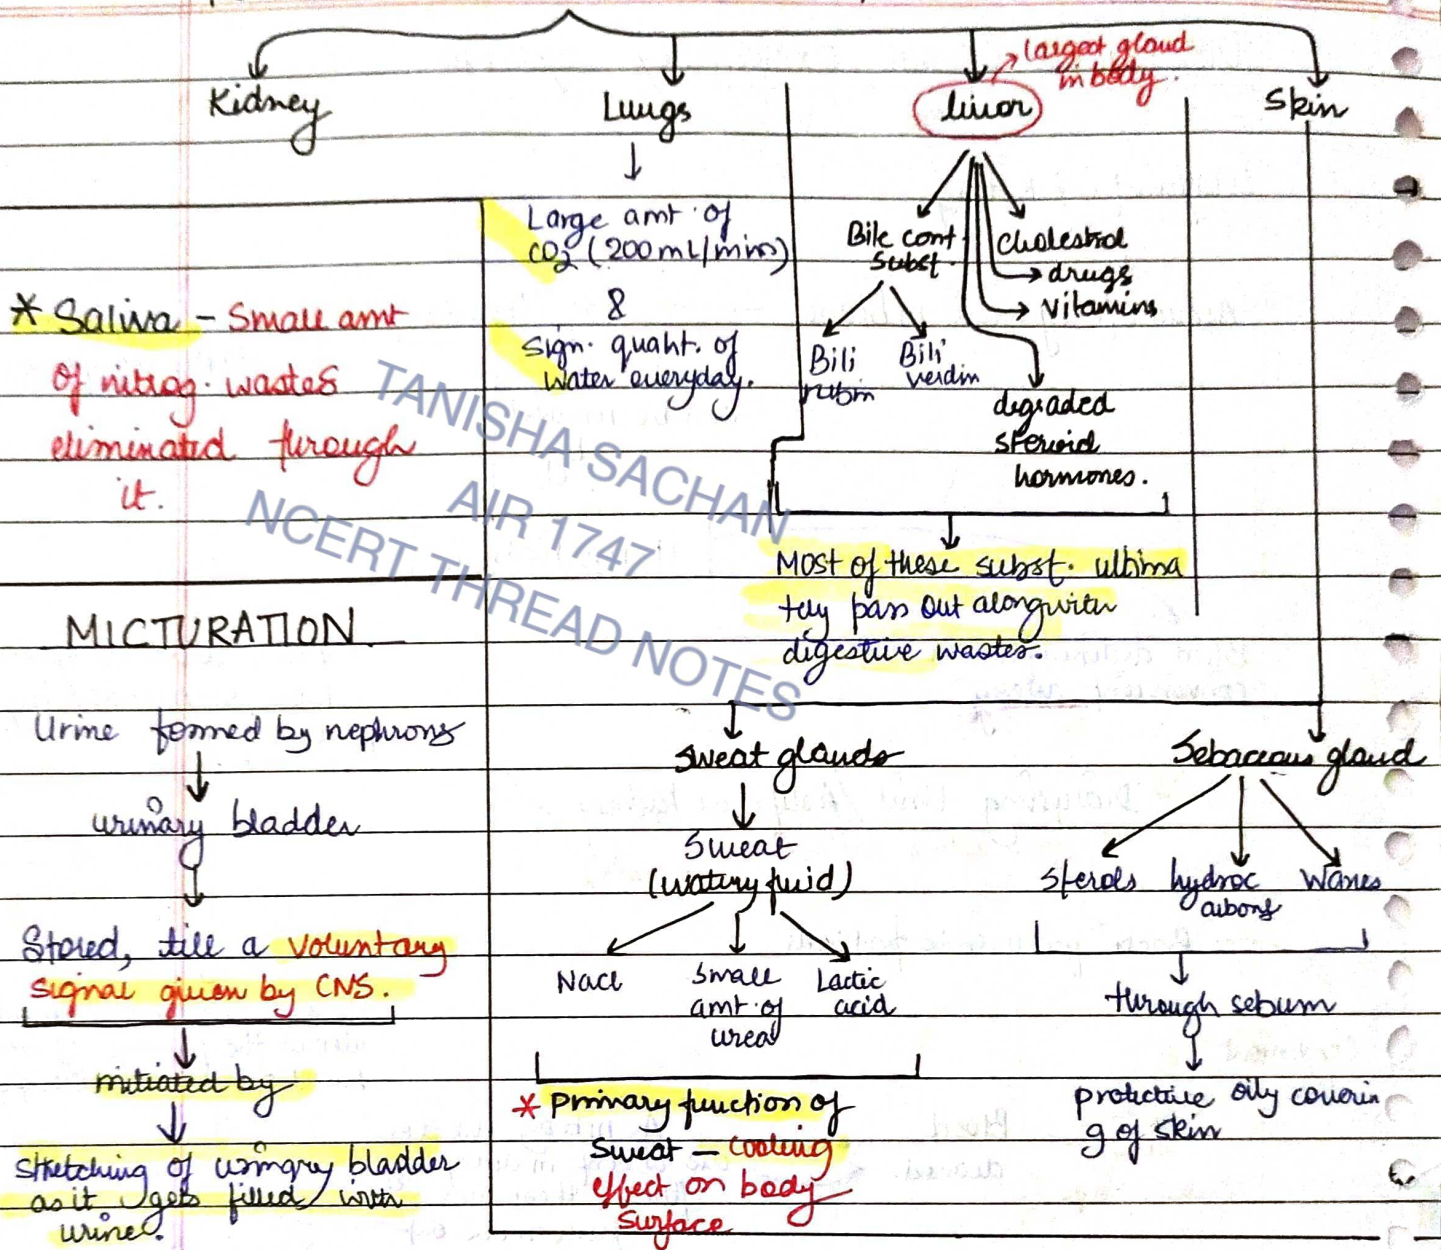 Kidney
Lungs
liver
largest gland
in body.
Skin
Large amt. of
CO2 (200mL/mins)
&
Sign. quant. of
water everyday.
Bile cont.
subst.
Bili
rubin
Bili
verdin
Cholestrol
drugs
vitamins
degraded
steroid
hormones.
Most of these subst. ultima
tely pass out alongwith
digestive wastes.
* Saliva - Small amt
of nitrog. wastes
eliminated through
it.
TANISHA SACHAN
AIR 1747
NCERT THREAD NOTES
MICTURATION
Urine formed by nephrons
urinary bladder
Stored, till a voluntary
signal given by CNS.
initiated by
Stretching of urinary bladder
as it gets filled with
urine.
Sweat glands
Sweat
(watery fluid)
NaCl
Small
amt. of
urea
Lactic
acid
* Primary function of
sweat - cooling
effect on body
surface
Sebaceous gland
Sterols
hydroc
arbons
Waxes
through sebum
protective oily coverin
g of skin